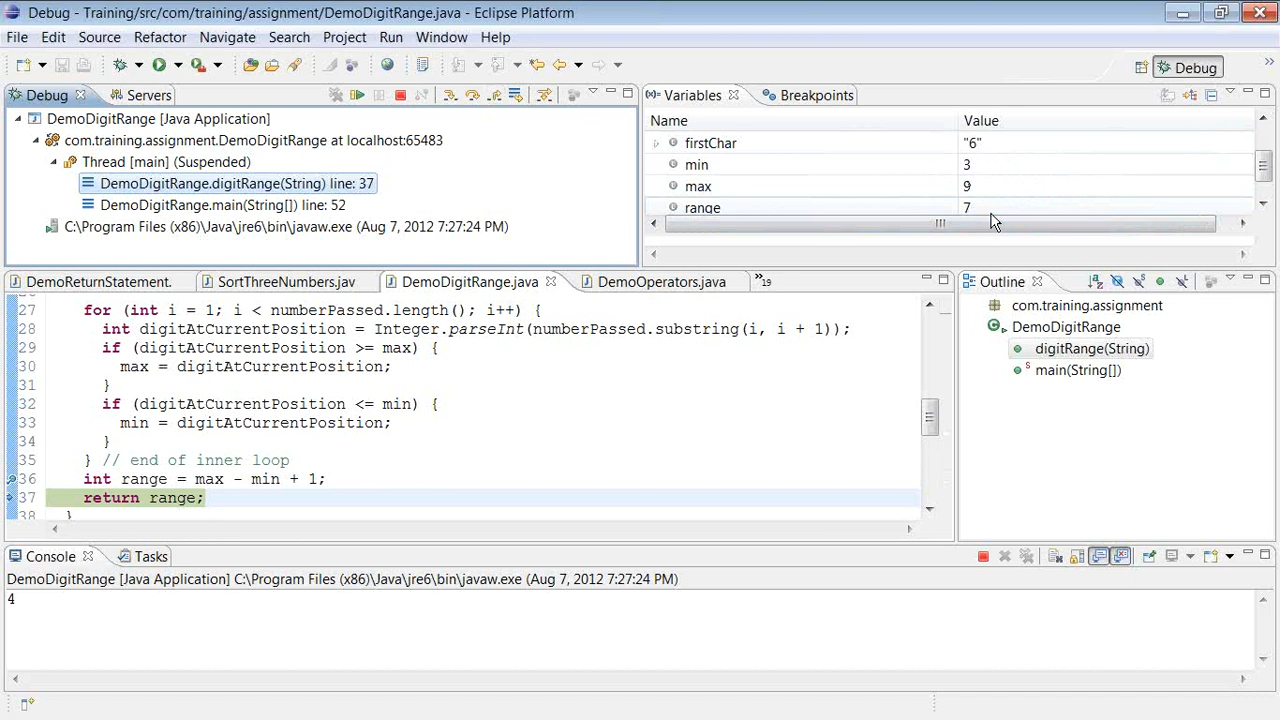 Debug - Training/src/com/training/assignment/DemoDigitRange.java - Eclipse Platform
File Edit Source Refactor Navigate Search Project Run Window Help
Debug
Debug Servers
DemoDigitRange [Java Application]
com.training.assignment.DemoDigitRange at localhost:65483
Thread [main] (Suspended)
DemoDigitRange.digitRange(String) line: 37
DemoDigitRange.main(String[]) line: 52
C:\Program Files (x86)\Java\jre6\bin\javaw.exe (Aug 7, 2012 7:27:24 PM)
Variables Breakpoints
Name Value
firstChar "6"
min 3
max 9
range 7
DemoReturnStatement. SortThreeNumbers.jav DemoDigitRange.java DemoOperators.java »19
27 for (int i = 1; i < numberPassed.length(); i++) {
28 int digitAtCurrentPosition = Integer.parseInt(numberPassed.substring(i, i + 1));
29 if (digitAtCurrentPosition >= max) {
30 max = digitAtCurrentPosition;
31 }
32 if (digitAtCurrentPosition <= min) {
33 min = digitAtCurrentPosition;
34 }
35 } // end of inner loop
36 int range = max - min + 1;
37 return range;
38 }
Outline
com.training.assignment
DemoDigitRange
digitRange(String)
S main(String[])
Console Tasks
DemoDigitRange [Java Application] C:\Program Files (x86)\Java\jre6\bin\javaw.exe (Aug 7, 2012 7:27:24 PM)
4